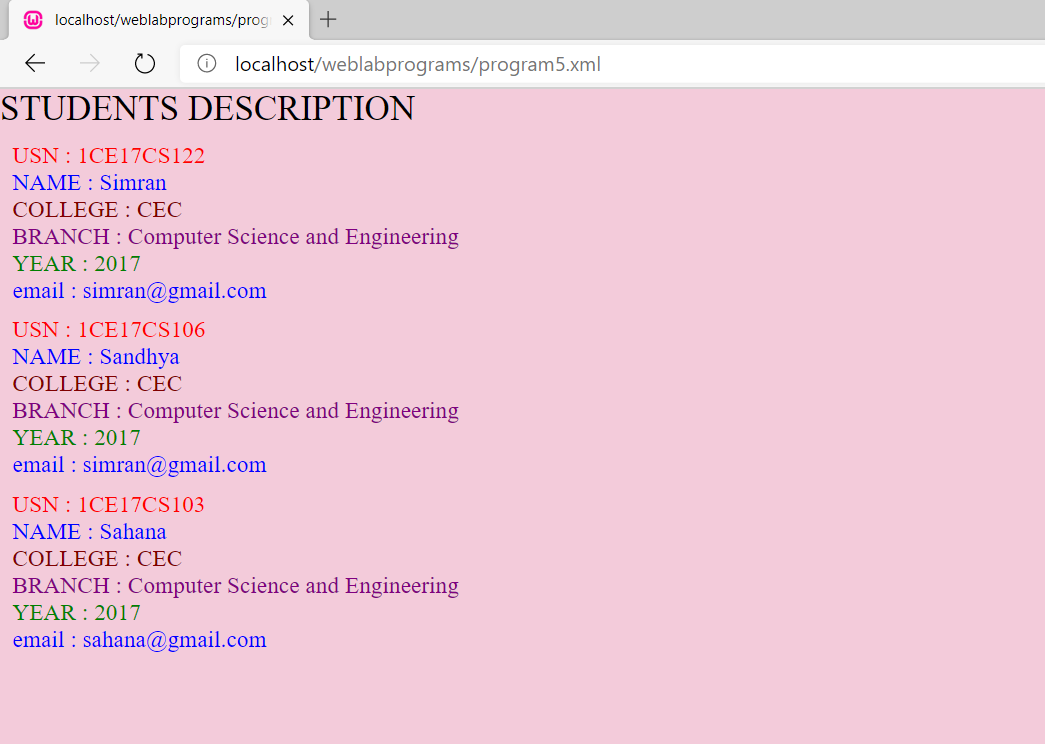 localhost/weblabprograms/prog
localhost/weblabprograms/program5.xml
STUDENTS DESCRIPTION
USN : 1CE17CS122
NAME : Simran
COLLEGE : CEC
BRANCH : Computer Science and Engineering
YEAR : 2017
email : simran@gmail.com
USN : 1CE17CS106
NAME : Sandhya
COLLEGE : CEC
BRANCH : Computer Science and Engineering
YEAR : 2017
email : simran@gmail.com
USN : 1CE17CS103
NAME : Sahana
COLLEGE : CEC
BRANCH : Computer Science and Engineering
YEAR : 2017
email : sahana@gmail.com